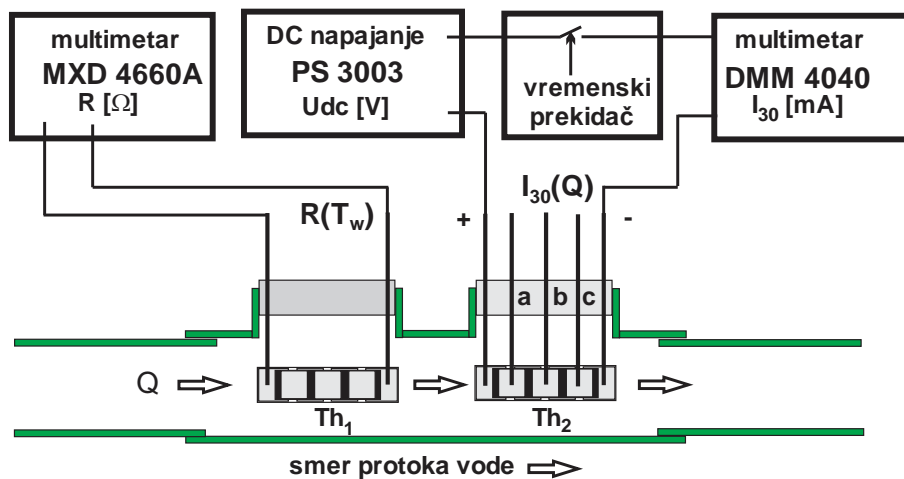 multimetar
MXD 4660A
R [Ω]
DC napajanje
PS 3003
Udc [V]
vremenski
prekidač
multimetar
DMM 4040
I₃₀ [mA]
R(T_w)
I₃₀(Q)
+
-
a b c
Q
Th₁
Th₂
smer protoka vode